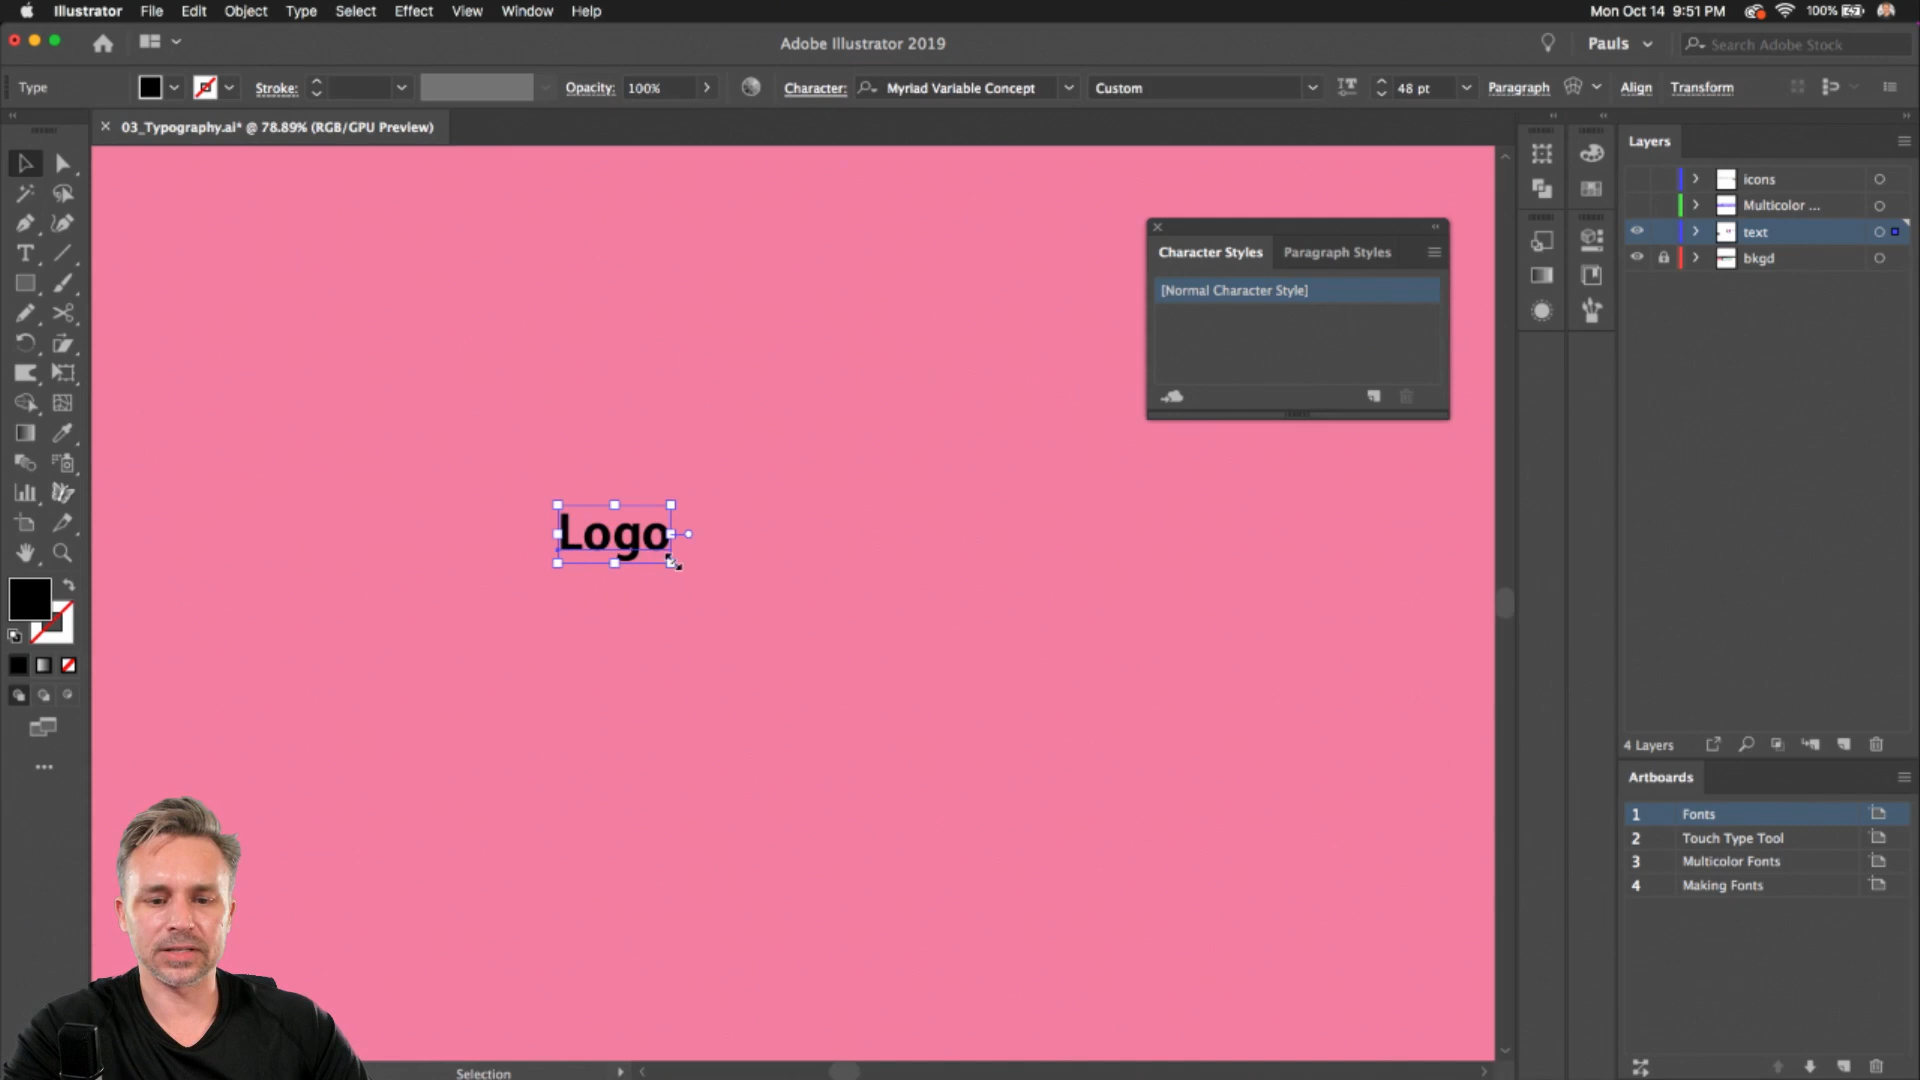 Illustrator File Edit Object Type Select Effect View Window Help
Mon Oct 14 9:51 PM
100%
Adobe Illustrator 2019
Pauls
Search Adobe Stock
Type
Stroke:
Opacity: 100%
Character: Myriad Variable Concept
Custom
48 pt
Paragraph
Align
Transform
03_Typography.ai* @ 78.89% (RGB/GPU Preview)
Layers
icons
Multicolor ...
text
bkgd
Character Styles
Paragraph Styles
[Normal Character Style]
Logo
4 Layers
Artboards
1 Fonts
2 Touch Type Tool
3 Multicolor Fonts
4 Making Fonts
Selection